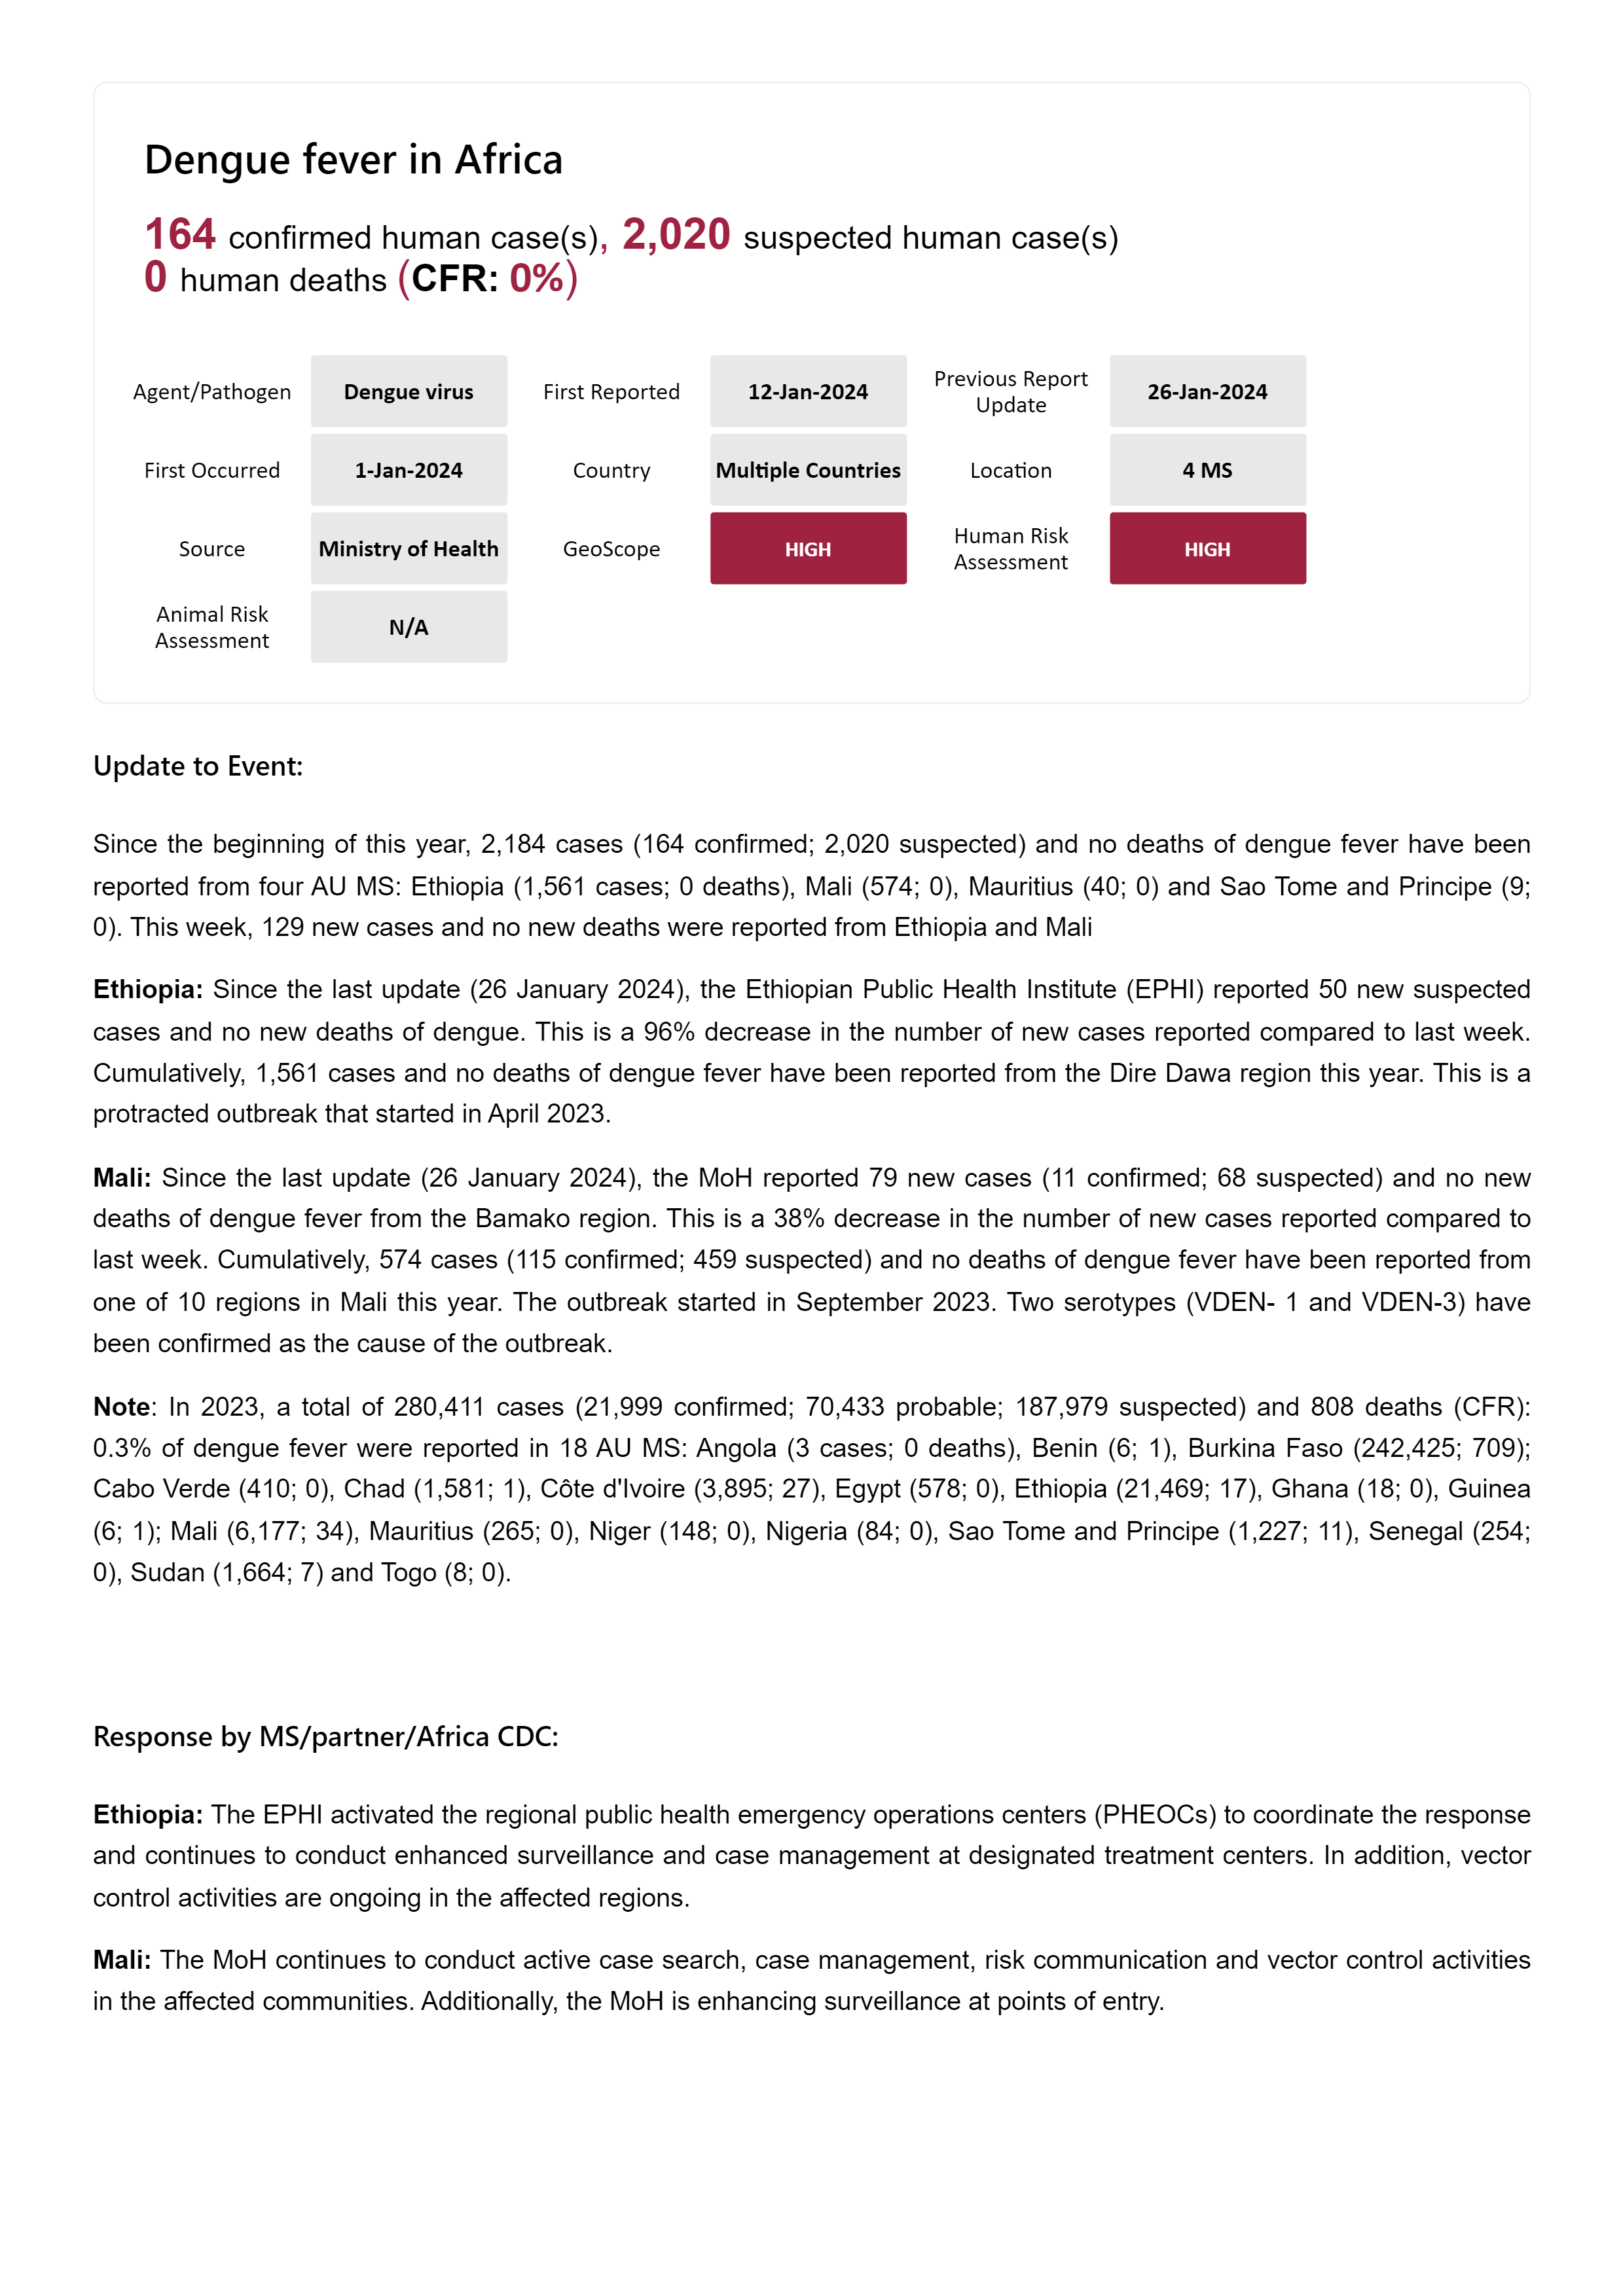 Dengue fever in Africa
164 confirmed human case(s), 2,020 suspected human case(s)
0 human deaths (CFR: 0%)
Agent/Pathogen Dengue virus First Reported 12-Jan-2024 Previous Report Update 26-Jan-2024
First Occurred 1-Jan-2024 Country Multiple Countries Location 4 MS
Source Ministry of Health GeoScope HIGH Human Risk Assessment HIGH
Animal Risk Assessment N/A
Update to Event:
Since the beginning of this year, 2,184 cases (164 confirmed; 2,020 suspected) and no deaths of dengue fever have been
reported from four AU MS: Ethiopia (1,561 cases; 0 deaths), Mali (574; 0), Mauritius (40; 0) and Sao Tome and Principe (9;
0). This week, 129 new cases and no new deaths were reported from Ethiopia and Mali
Ethiopia: Since the last update (26 January 2024), the Ethiopian Public Health Institute (EPHI) reported 50 new suspected
cases and no new deaths of dengue. This is a 96% decrease in the number of new cases reported compared to last week.
Cumulatively, 1,561 cases and no deaths of dengue fever have been reported from the Dire Dawa region this year. This is a
protracted outbreak that started in April 2023.
Mali: Since the last update (26 January 2024), the MoH reported 79 new cases (11 confirmed; 68 suspected) and no new
deaths of dengue fever from the Bamako region. This is a 38% decrease in the number of new cases reported compared to
last week. Cumulatively, 574 cases (115 confirmed; 459 suspected) and no deaths of dengue fever have been reported from
one of 10 regions in Mali this year. The outbreak started in September 2023. Two serotypes (VDEN- 1 and VDEN-3) have
been confirmed as the cause of the outbreak.
Note: In 2023, a total of 280,411 cases (21,999 confirmed; 70,433 probable; 187,979 suspected) and 808 deaths (CFR):
0.3% of dengue fever were reported in 18 AU MS: Angola (3 cases; 0 deaths), Benin (6; 1), Burkina Faso (242,425; 709);
Cabo Verde (410; 0), Chad (1,581; 1), Côte d'Ivoire (3,895; 27), Egypt (578; 0), Ethiopia (21,469; 17), Ghana (18; 0), Guinea
(6; 1); Mali (6,177; 34), Mauritius (265; 0), Niger (148; 0), Nigeria (84; 0), Sao Tome and Principe (1,227; 11), Senegal (254;
0), Sudan (1,664; 7) and Togo (8; 0).
Response by MS/partner/Africa CDC:
Ethiopia: The EPHI activated the regional public health emergency operations centers (PHEOCs) to coordinate the response
and continues to conduct enhanced surveillance and case management at designated treatment centers. In addition, vector
control activities are ongoing in the affected regions.
Mali: The MoH continues to conduct active case search, case management, risk communication and vector control activities
in the affected communities. Additionally, the MoH is enhancing surveillance at points of entry.